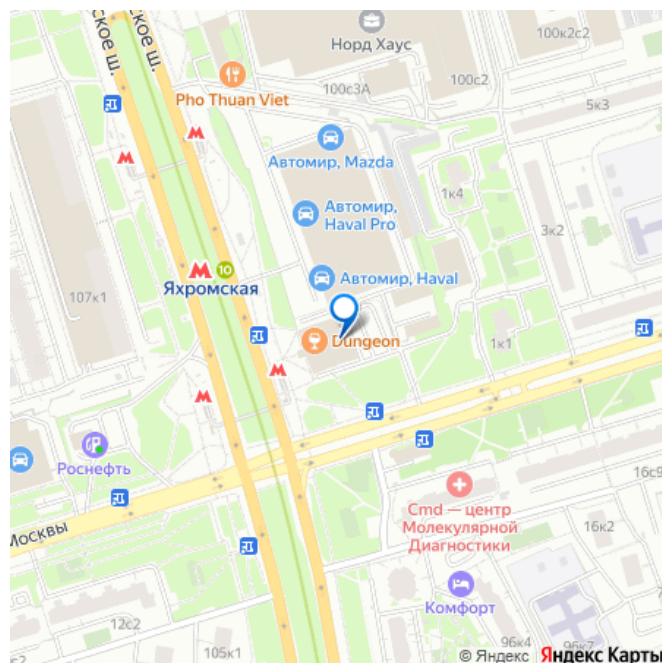 ское ш.
ское ш.
Норд Хаус
100к2с2
100с3А
100с2
Pho Thuan Viet
5к3
Автомир, Mazda
Автомир,
Haval Pro
1к4
3к2
107к1
10
Яхромская
Автомир, Haval
Dungeon
1к1
Роснефть
Москвы
16с9
Cmd — центр
Молекулярной
Диагностики
16к2
Комфорт
12с2
105к1
96к4
96к7
© Яндекс Яндекс Карты